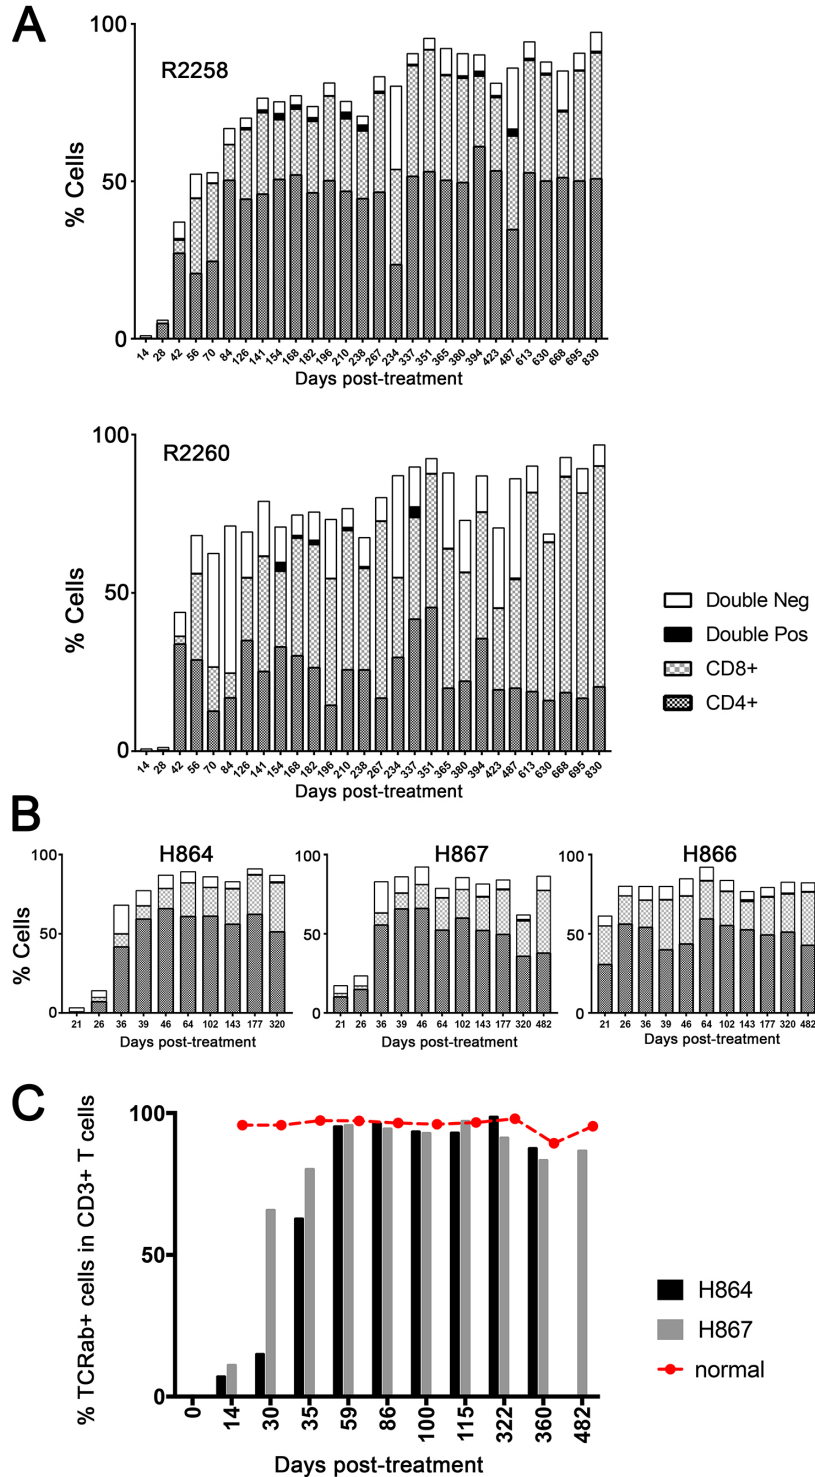 A
R2258
100
50
0
% Cells
14 28 42 56 70 84 126 141 154 168 182 196 210 238 267 234 337 351 365 380 394 423 487 613 630 668 695 830
Days post-treatment
R2260
100
50
0
% Cells
14 28 42 56 70 84 126 141 154 168 182 196 210 238 267 234 337 351 365 380 394 423 487 613 630 668 695 830
Days post-treatment
Double Neg
Double Pos
CD8+
CD4+
B
H864 H867 H866
100 100 100
50 50 50
0 0 0
% Cells
21 26 36 39 46 64 102 143 177 320 21 26 36 39 46 64 102 143 177 320 482 21 26 36 39 46 64 102 143 177 320 482
Days post-treatment Days post-treatment Days post-treatment
C
100
50
0
% TCRab+ cells in CD3+ T cells
0 14 30 35 59 86 100 115 322 360 482
Days post-treatment
H864
H867
normal